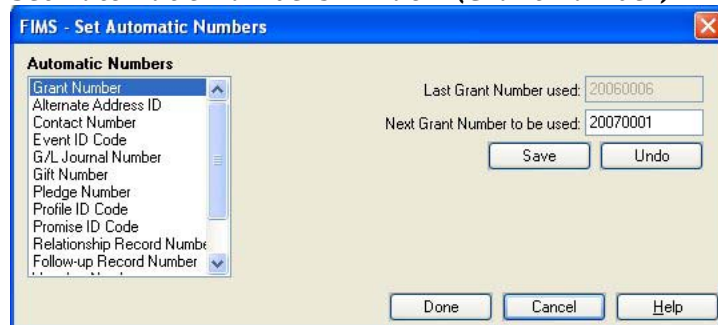 FIMS - Set Automatic Numbers
Automatic Numbers
Grant Number
Alternate Address ID
Contact Number
Event ID Code
G/L Journal Number
Gift Number
Pledge Number
Profile ID Code
Promise ID Code
Relationship Record Numbe
Follow-up Record Number
Last Grant Number used: 20060006
Next Grant Number to be used: 20070001
Save Undo
Done Cancel Help